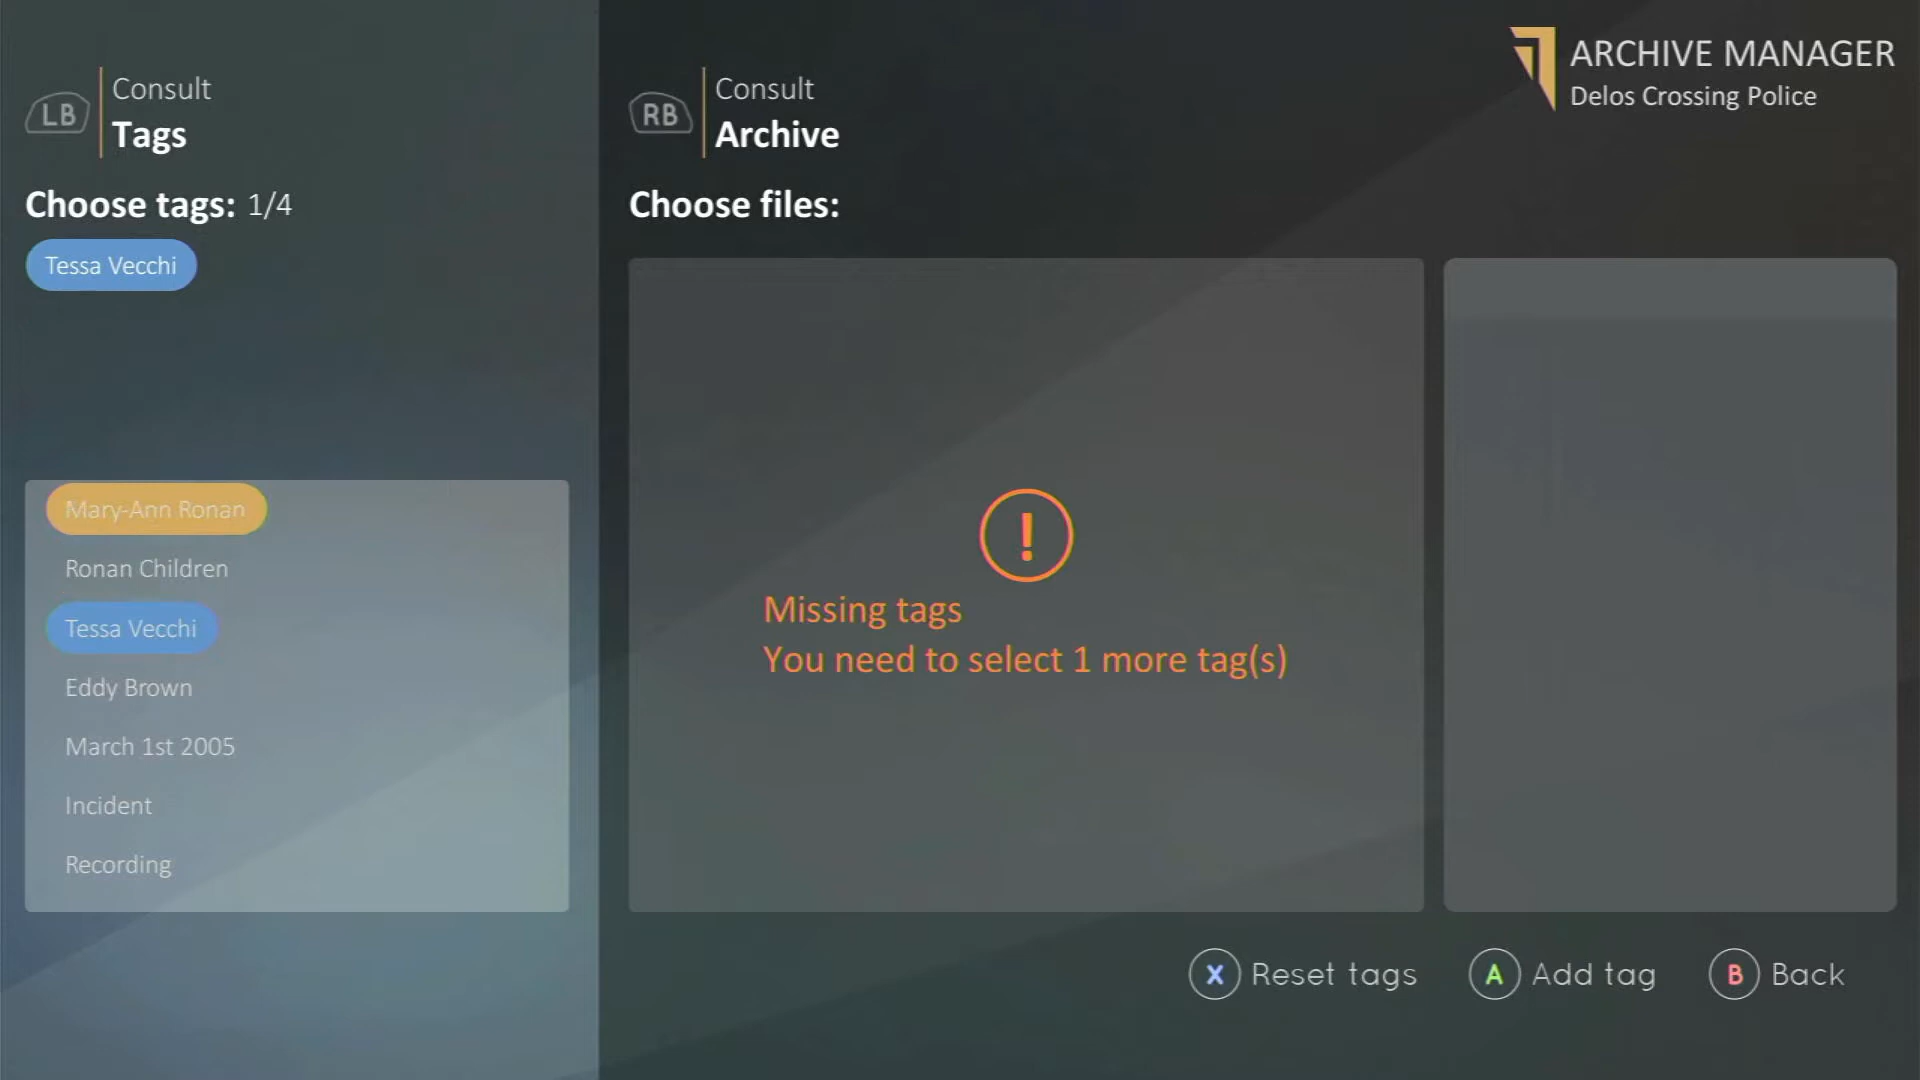 LB
Consult
Tags
Choose tags: 1/4
Tessa Vecchi
Mary-Ann Ronan
Ronan Children
Tessa Vecchi
Eddy Brown
March 1st 2005
Incident
Recording
RB
Consult
Archive
Choose files:
!
Missing tags
You need to select 1 more tag(s)
ARCHIVE MANAGER
Delos Crossing Police
X Reset tags
A Add tag
B Back